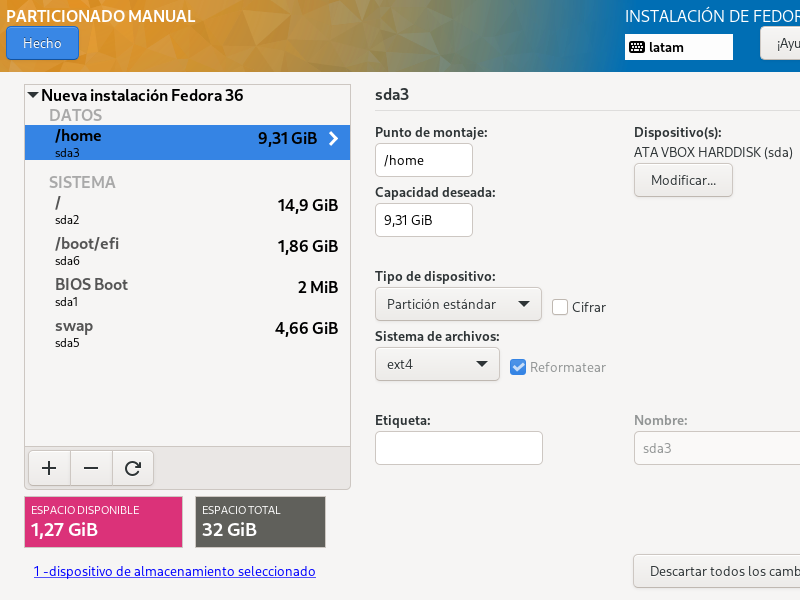 PARTICIONADO MANUAL
INSTALACIÓN DE FEDOR
Hecho
latam
¡Ayu
Nueva instalación Fedora 36
DATOS
/home
9,31 GiB
sda3
SISTEMA
/
14,9 GiB
sda2
/boot/efi
1,86 GiB
sda6
BIOS Boot
2 MiB
sda1
swap
4,66 GiB
sda5
ESPACIO DISPONIBLE
1,27 GiB
ESPACIO TOTAL
32 GiB
1 -dispositivo de almacenamiento seleccionado
sda3
Punto de montaje:
/home
Capacidad deseada:
9,31 GiB
Dispositivo(s):
ATA VBOX HARDDISK (sda)
Modificar...
Tipo de dispositivo:
Partición estándar
Cifrar
Sistema de archivos:
ext4
Reformatear
Etiqueta:
Nombre:
sda3
Descartar todos los camb